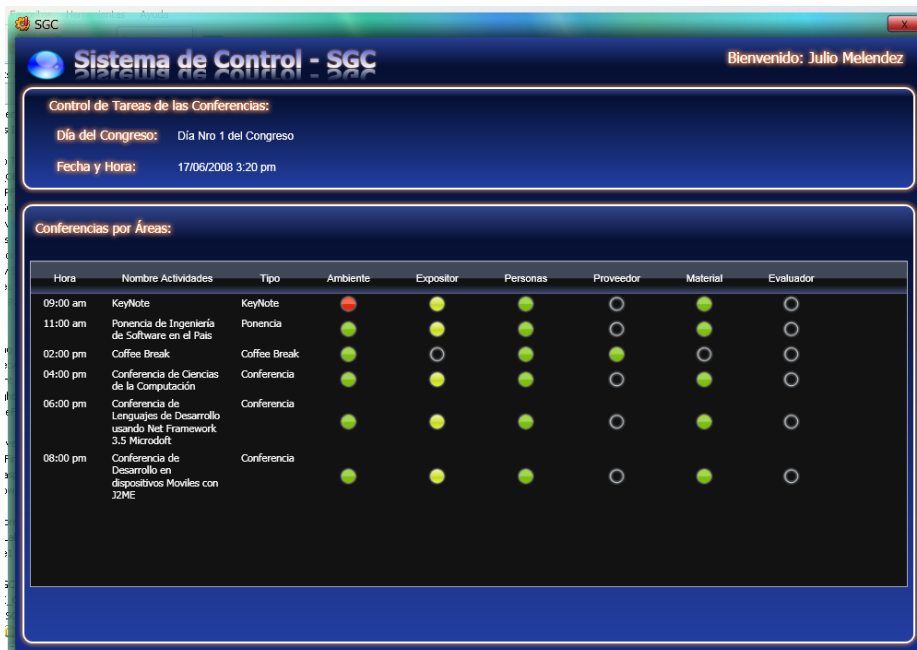 SGC
X
Sistema de Control - SGC
Bienvenido: Julio Melendez
Control de Tareas de las Conferencias:
Día del Congreso: Día Nro 1 del Congreso
Fecha y Hora: 17/06/2008 3:20 pm
Conferencias por Áreas:
Hora Nombre Actividades Tipo Ambiente Expositor Personas Proveedor Material Evaluador
09:00 am KeyNote KeyNote
11:00 am Ponencia de Ingeniería Ponencia
de Software en el Pais
02:00 pm Coffee Break Coffee Break
04:00 pm Conferencia de Ciencias Conferencia
de la Computación
06:00 pm Conferencia de Conferencia
Lenguajes de Desarrollo
usando Net Framework
3.5 Microdoft
08:00 pm Conferencia de Conferencia
Desarrollo en
dispositivos Moviles con
J2ME